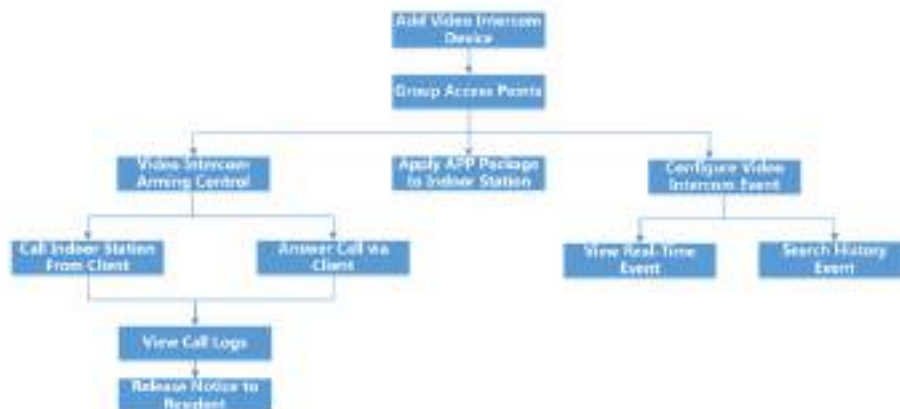 Add Video Intercom
Device
Group Access Points
Video Intercom
Arming Control
Apply APP Package
to Indoor Station
Configure Video
Intercom Event
Call Indoor Station
From Client
Answer Call via
Client
View Real-Time
Event
Search History
Event
View Call Logs
Release Notice to
Resident